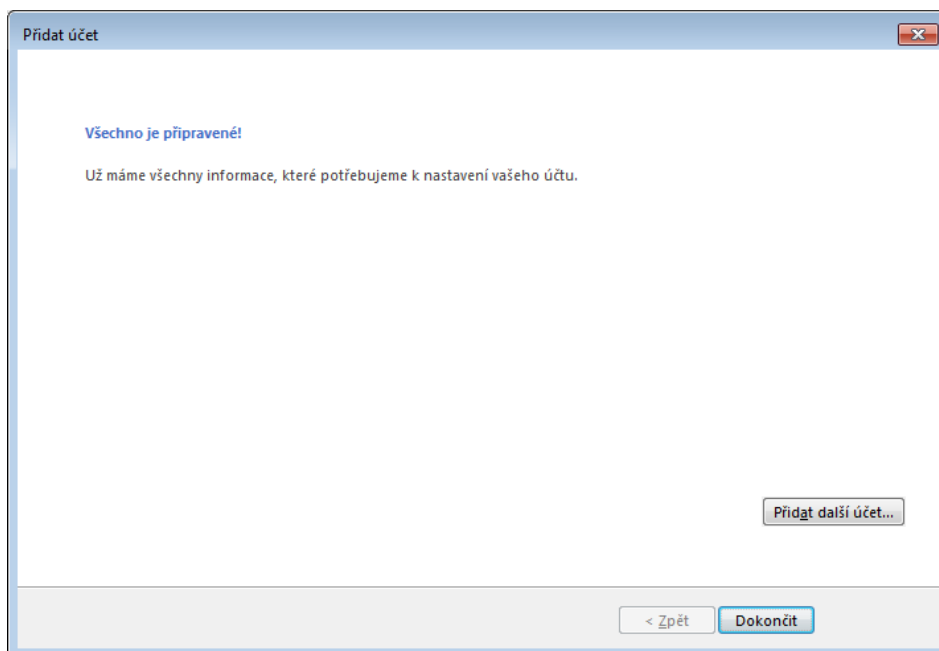 Přidat účet
Všechno je připravené!
Už máme všechny informace, které potřebujeme k nastavení vašeho účtu.
Přidat další účet...
< Zpět
Dokončit